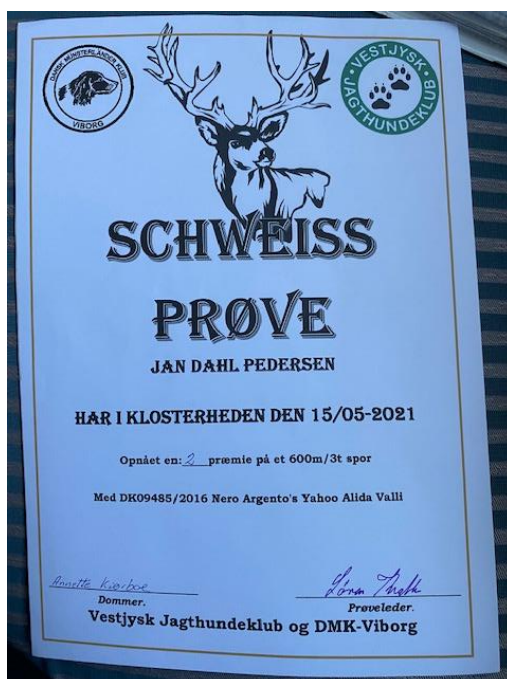 DANSK MÜNSTERLÄNDER KLUB
VIBORG
VESTJYSK
JAGTHUNDEKLUB
SCHWEISS
PRØVE
JAN DAHL PEDERSEN
HAR I KLOSTERHEDEN DEN 15/05-2021
Opnået en: 2 præmie på et 600m/3t spor
Med DK09485/2016 Nero Argento's Yahoo Alida Valli
Annette Kiærboe
Dommer.
Prøveleder.
Vestjysk Jagthundeklub og DMK-Viborg